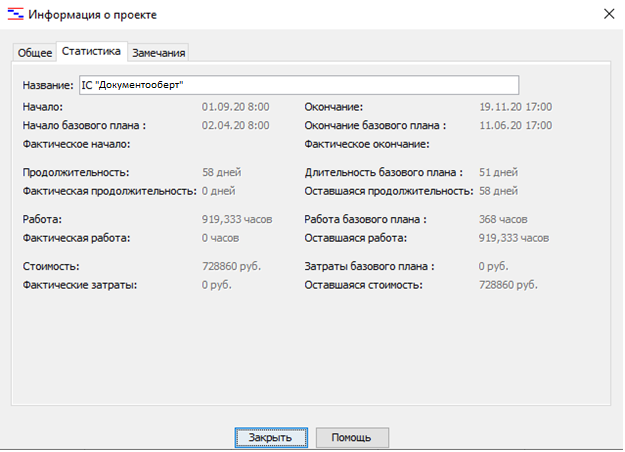 Информация о проекте
Общее Статистика Замечания
Название: IC "Документооберт"
Начало: 01.09.20 8:00 Окончание: 19.11.20 17:00
Начало базового плана : 02.04.20 8:00 Окончание базового плана : 11.06.20 17:00
Фактическое начало: Фактическое окончание:
Продолжительность: 58 дней Длительность базового плана : 51 дней
Фактическая продолжительность: 0 дней Оставшаяся продолжительность: 58 дней
Работа: 919,333 часов Работа базового плана : 368 часов
Фактическая работа: 0 часов Оставшаяся работа: 919,333 часов
Стоимость: 728860 руб. Затраты базового плана : 0 руб.
Фактические затраты: 0 руб. Оставшаяся стоимость: 728860 руб.
Закрыть Помощь